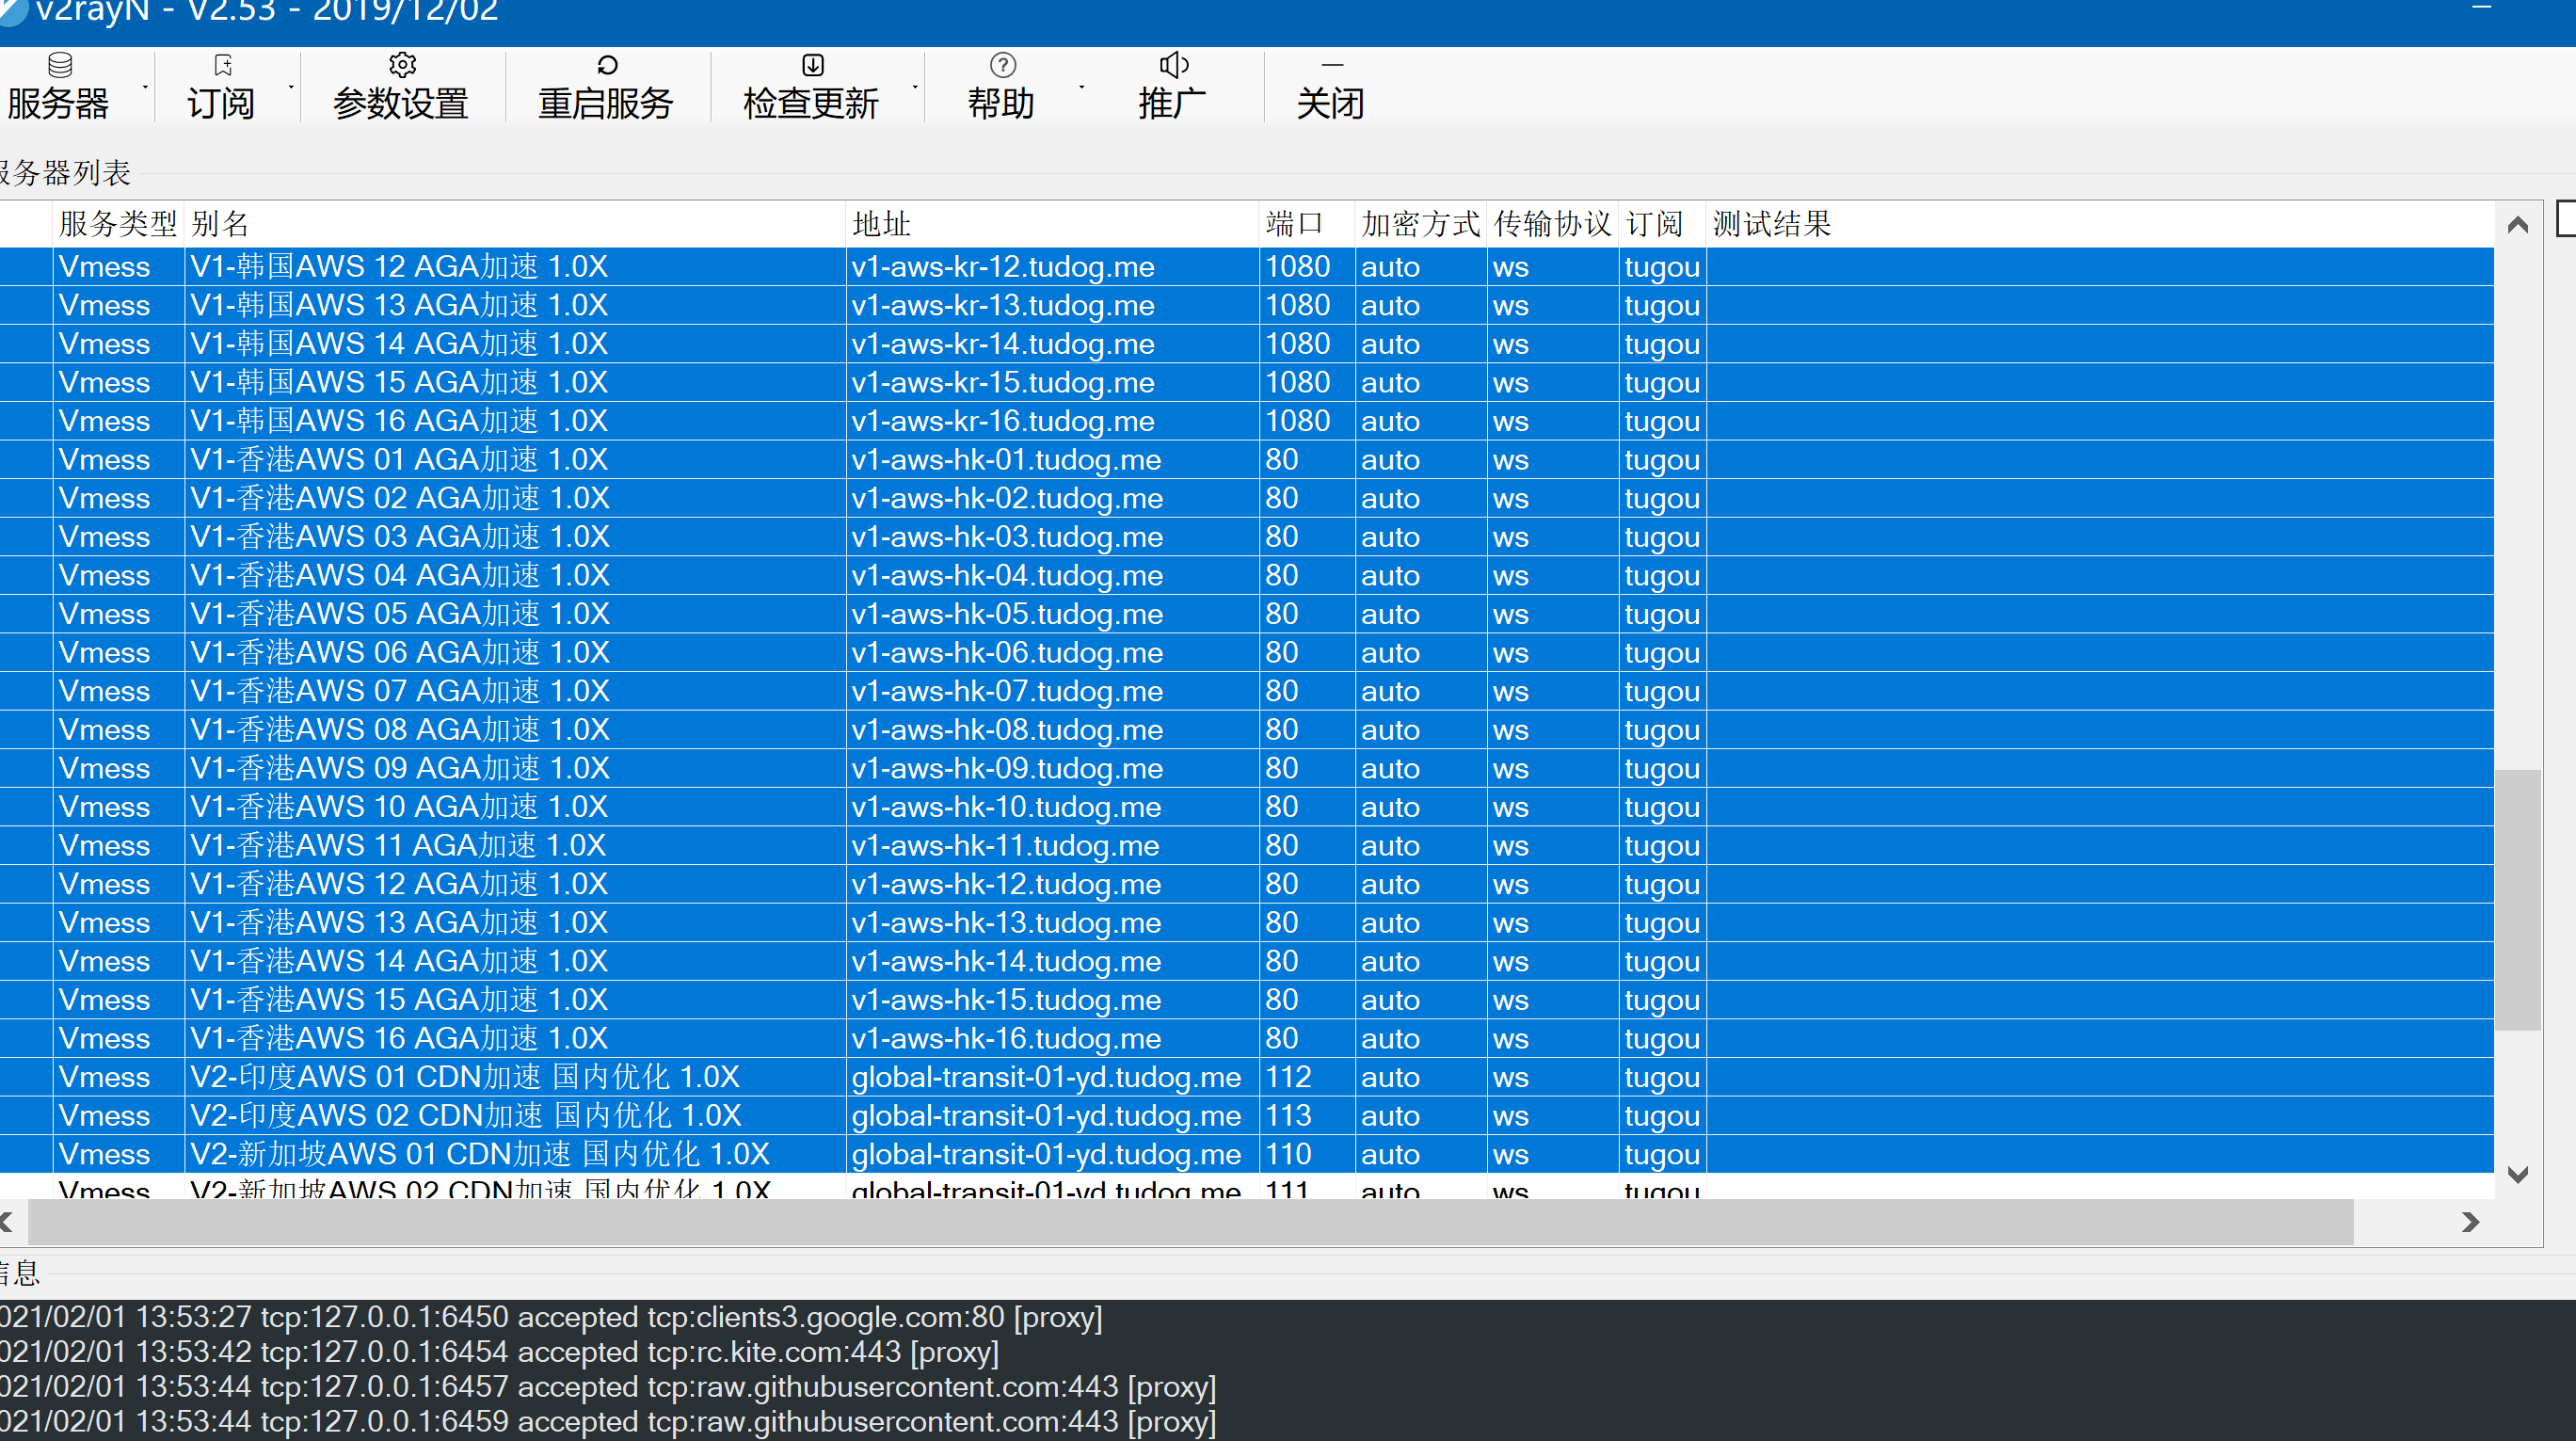 v2rayN - V2.53 - 2019/12/02
服务器 订阅 参数设置 重启服务 检查更新 帮助 推广 关闭
服务器列表
服务类型 别名 地址 端口 加密方式 传输协议 订阅 测试结果
Vmess V1-韩国AWS 12 AGA加速 1.0X v1-aws-kr-12.tudog.me 1080 auto ws tugou
Vmess V1-韩国AWS 13 AGA加速 1.0X v1-aws-kr-13.tudog.me 1080 auto ws tugou
Vmess V1-韩国AWS 14 AGA加速 1.0X v1-aws-kr-14.tudog.me 1080 auto ws tugou
Vmess V1-韩国AWS 15 AGA加速 1.0X v1-aws-kr-15.tudog.me 1080 auto ws tugou
Vmess V1-韩国AWS 16 AGA加速 1.0X v1-aws-kr-16.tudog.me 1080 auto ws tugou
Vmess V1-香港AWS 01 AGA加速 1.0X v1-aws-hk-01.tudog.me 80 auto ws tugou
Vmess V1-香港AWS 02 AGA加速 1.0X v1-aws-hk-02.tudog.me 80 auto ws tugou
Vmess V1-香港AWS 03 AGA加速 1.0X v1-aws-hk-03.tudog.me 80 auto ws tugou
Vmess V1-香港AWS 04 AGA加速 1.0X v1-aws-hk-04.tudog.me 80 auto ws tugou
Vmess V1-香港AWS 05 AGA加速 1.0X v1-aws-hk-05.tudog.me 80 auto ws tugou
Vmess V1-香港AWS 06 AGA加速 1.0X v1-aws-hk-06.tudog.me 80 auto ws tugou
Vmess V1-香港AWS 07 AGA加速 1.0X v1-aws-hk-07.tudog.me 80 auto ws tugou
Vmess V1-香港AWS 08 AGA加速 1.0X v1-aws-hk-08.tudog.me 80 auto ws tugou
Vmess V1-香港AWS 09 AGA加速 1.0X v1-aws-hk-09.tudog.me 80 auto ws tugou
Vmess V1-香港AWS 10 AGA加速 1.0X v1-aws-hk-10.tudog.me 80 auto ws tugou
Vmess V1-香港AWS 11 AGA加速 1.0X v1-aws-hk-11.tudog.me 80 auto ws tugou
Vmess V1-香港AWS 12 AGA加速 1.0X v1-aws-hk-12.tudog.me 80 auto ws tugou
Vmess V1-香港AWS 13 AGA加速 1.0X v1-aws-hk-13.tudog.me 80 auto ws tugou
Vmess V1-香港AWS 14 AGA加速 1.0X v1-aws-hk-14.tudog.me 80 auto ws tugou
Vmess V1-香港AWS 15 AGA加速 1.0X v1-aws-hk-15.tudog.me 80 auto ws tugou
Vmess V1-香港AWS 16 AGA加速 1.0X v1-aws-hk-16.tudog.me 80 auto ws tugou
Vmess V2-印度AWS 01 CDN加速 国内优化 1.0X global-transit-01-yd.tudog.me 112 auto ws tugou
Vmess V2-印度AWS 02 CDN加速 国内优化 1.0X global-transit-01-yd.tudog.me 113 auto ws tugou
Vmess V2-新加坡AWS 01 CDN加速 国内优化 1.0X global-transit-01-yd.tudog.me 110 auto ws tugou
Vmess V2-新加坡AWS 02 CDN加速 国内优化 1.0X global-transit-01-yd.tudog.me 111 auto ws tugou
信息
021/02/01 13:53:27 tcp:127.0.0.1:6450 accepted tcp:clients3.google.com:80 [proxy]
021/02/01 13:53:42 tcp:127.0.0.1:6454 accepted tcp:rc.kite.com:443 [proxy]
021/02/01 13:53:44 tcp:127.0.0.1:6457 accepted tcp:raw.githubusercontent.com:443 [proxy]
021/02/01 13:53:44 tcp:127.0.0.1:6459 accepted tcp:raw.githubusercontent.com:443 [proxy]